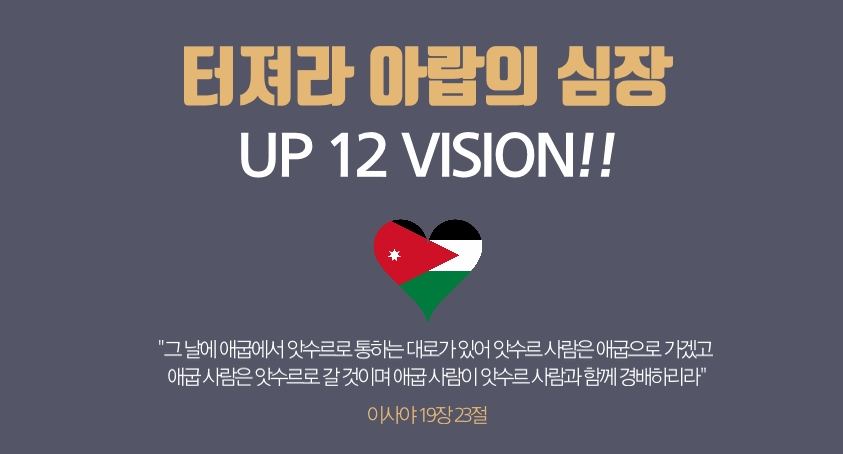 터져라 아랍의 심장
UP 12 VISION!!
"그 날에 애굽에서 앗수르로 통하는 대로가 있어 앗수르 사람은 애굽으로 가겠고
애굽 사람은 앗수르로 갈 것이며 애굽 사람이 앗수르 사람과 함께 경배하리라"
이사야 19장 23절